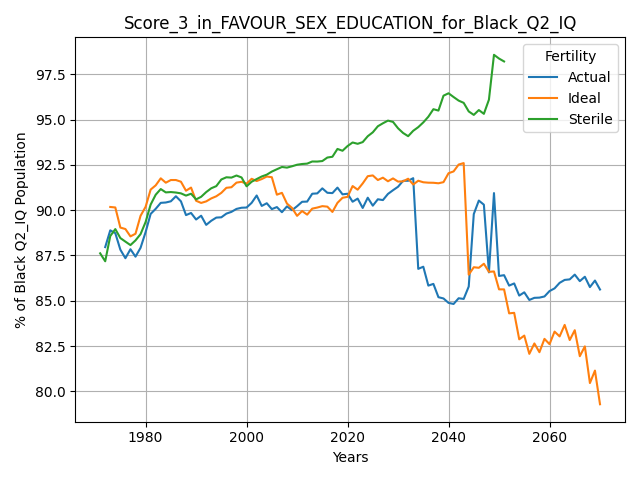 Score_3_in_FAVOUR_SEX_EDUCATION_for_Black_Q2_IQ
% of Black Q2_IQ Population
97.5
95.0
92.5
90.0
87.5
85.0
82.5
80.0
Fertility
Actual
Ideal
Sterile
1980
2000
2020
2040
2060
Years